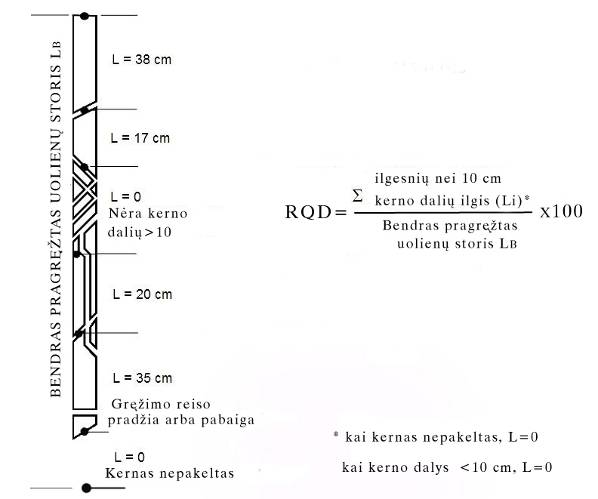 BENDRAS PRAGRĘŽTAS UOLIENŲ STORIS LB
L = 38 cm
L = 17 cm
L = 0
Nėra kerno
dalių>10
L = 20 cm
L = 35 cm
Gręžimo reiso
pradžia arba pabaiga
L = 0
Kernas nepakeltas
ilgesnių nei 10 cm
Σ kerno dalių ilgis (Li)*
RQD= x100
Bendras pragręžtas
uolienų storis LB
* kai kernas nepakeltas, L=0
kai kerno dalys <10 cm, L=0